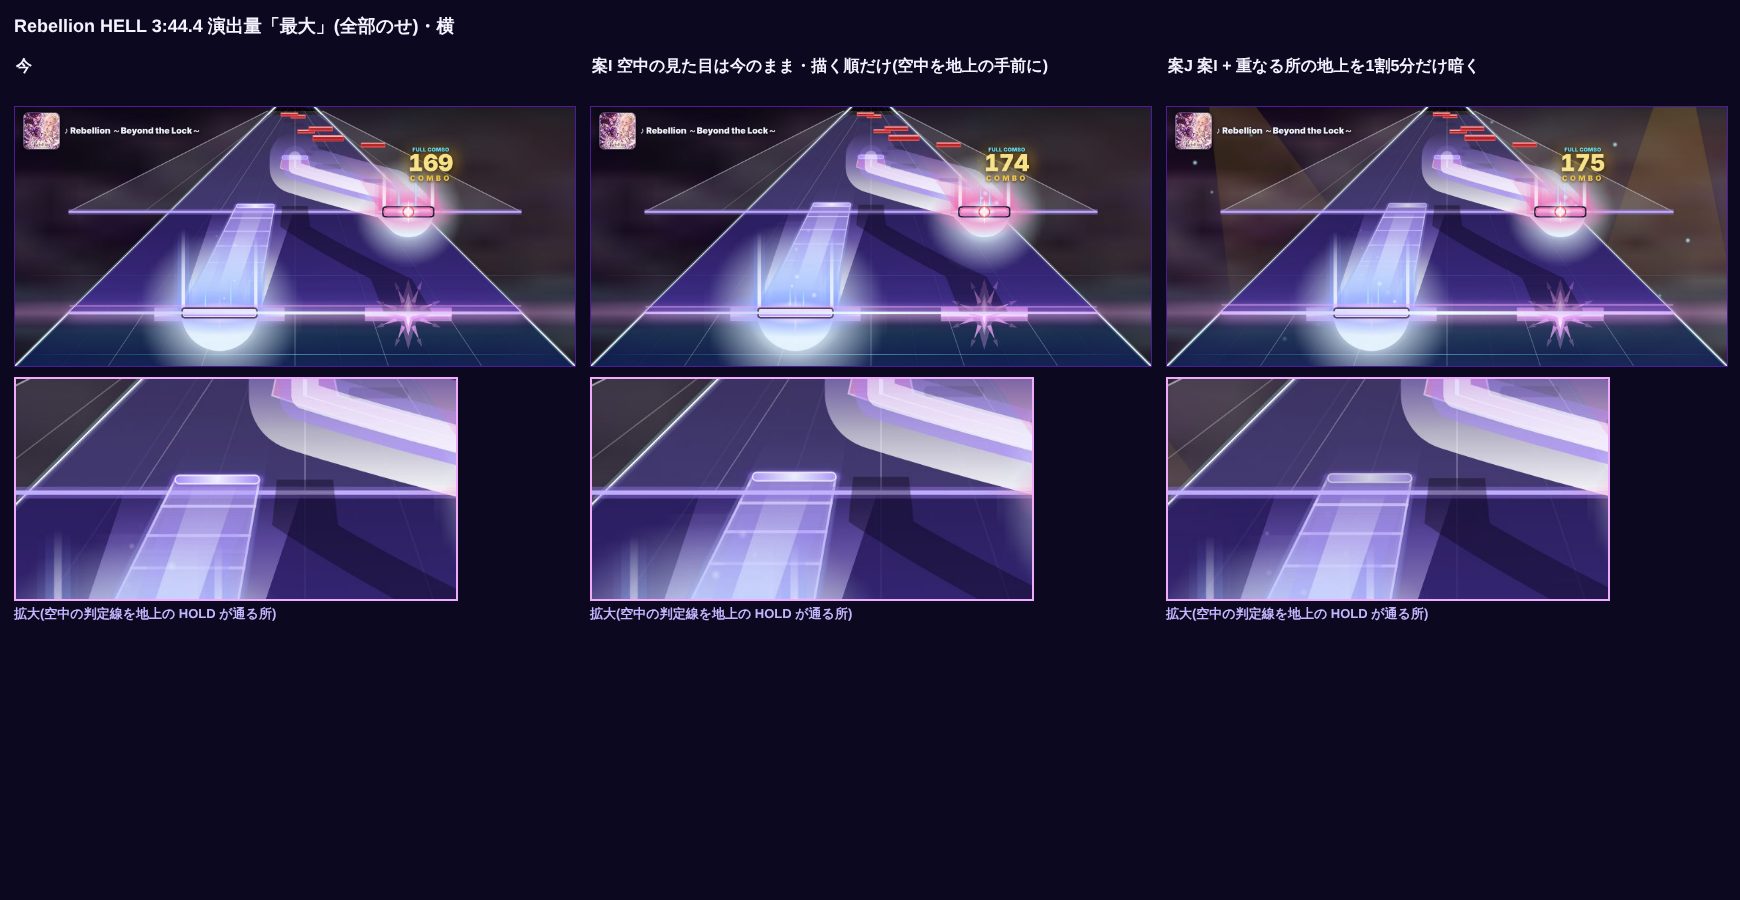 Rebellion HELL 3:44.4 演出量「最大」(全部のせ)・横
今
♪ Rebellion ～Beyond the Lock～
FULL COMBO
169
COMBO
拡大(空中の判定線を地上の HOLD が通る所)
案I 空中の見た目は今のまま・描く順だけ(空中を地上の手前に)
♪ Rebellion ～Beyond the Lock～
FULL COMBO
174
COMBO
拡大(空中の判定線を地上の HOLD が通る所)
案J 案I + 重なる所の地上を1割5分だけ暗く
♪ Rebellion ～Beyond the Lock～
FULL COMBO
175
COMBO
拡大(空中の判定線を地上の HOLD が通る所)